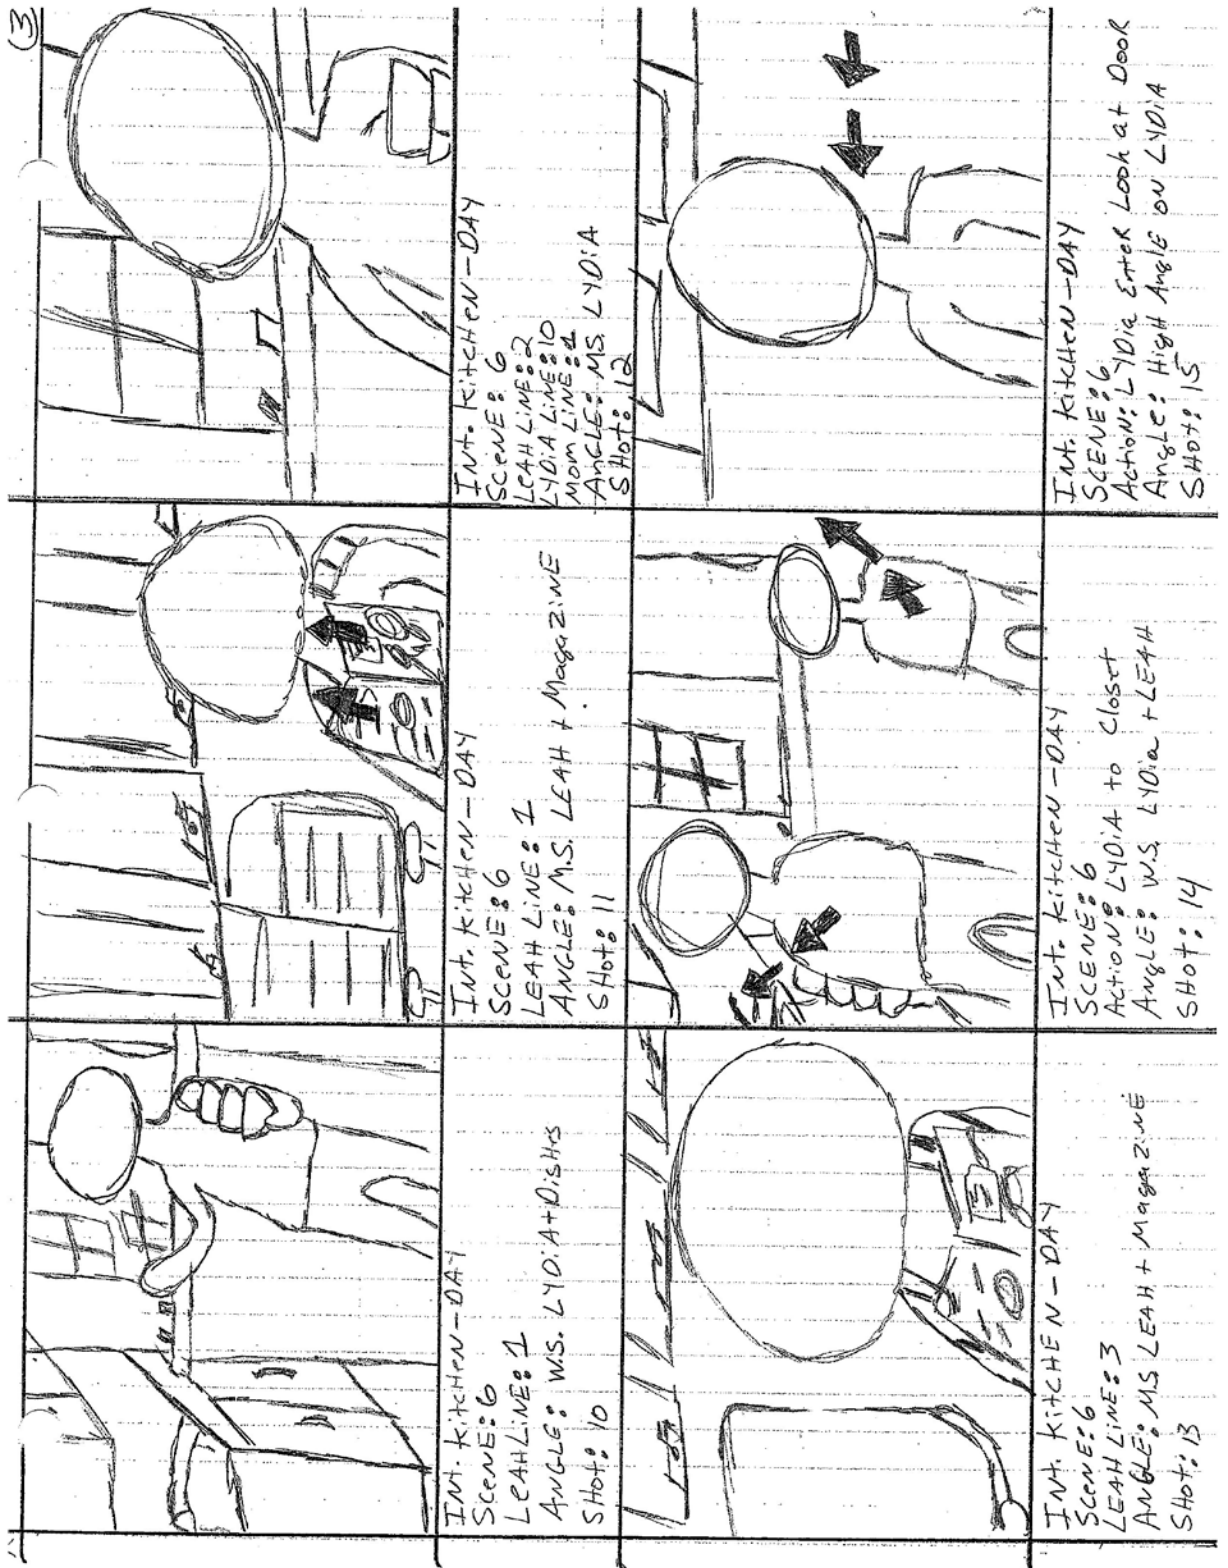 (3)
INt. KitcHeN-DAY
SceNE: 6
LeAH LiNE: 1
ANGLE: W.S. LYDiA+DisHes
SHot: 10
INt. KitcHeN-DAY
SceNE: 6
LEAH LiNE: 1
ANGLE: M.S. LEAH + MagaziNE
SHot: 11
INt. KitcHeN-DAY
SceNE: 6
LEAH LiNE: 2
LYDiA LiNE: 10
Mom LiNE: 1
ANGLE: MS. LYDiA
SHot: 12
INt. KitCHEN-DAY
SCENE: 6
LEAH LiNE: 3
ANGLE: MS LEAH + MagaziNE
SHot: 13
INt. KitcHeN-DAY
SCENE: 6
ActioN: LYDiA to Closet
ANgLE: W.S. LYDia + LEAH
SHOT: 14
INt. KitcHeN-DAY
SCENE: 6
ActioN: LYDia ENter Look at DooR
ANgle: HigH ANgle oN LYDiA
SHot: 15